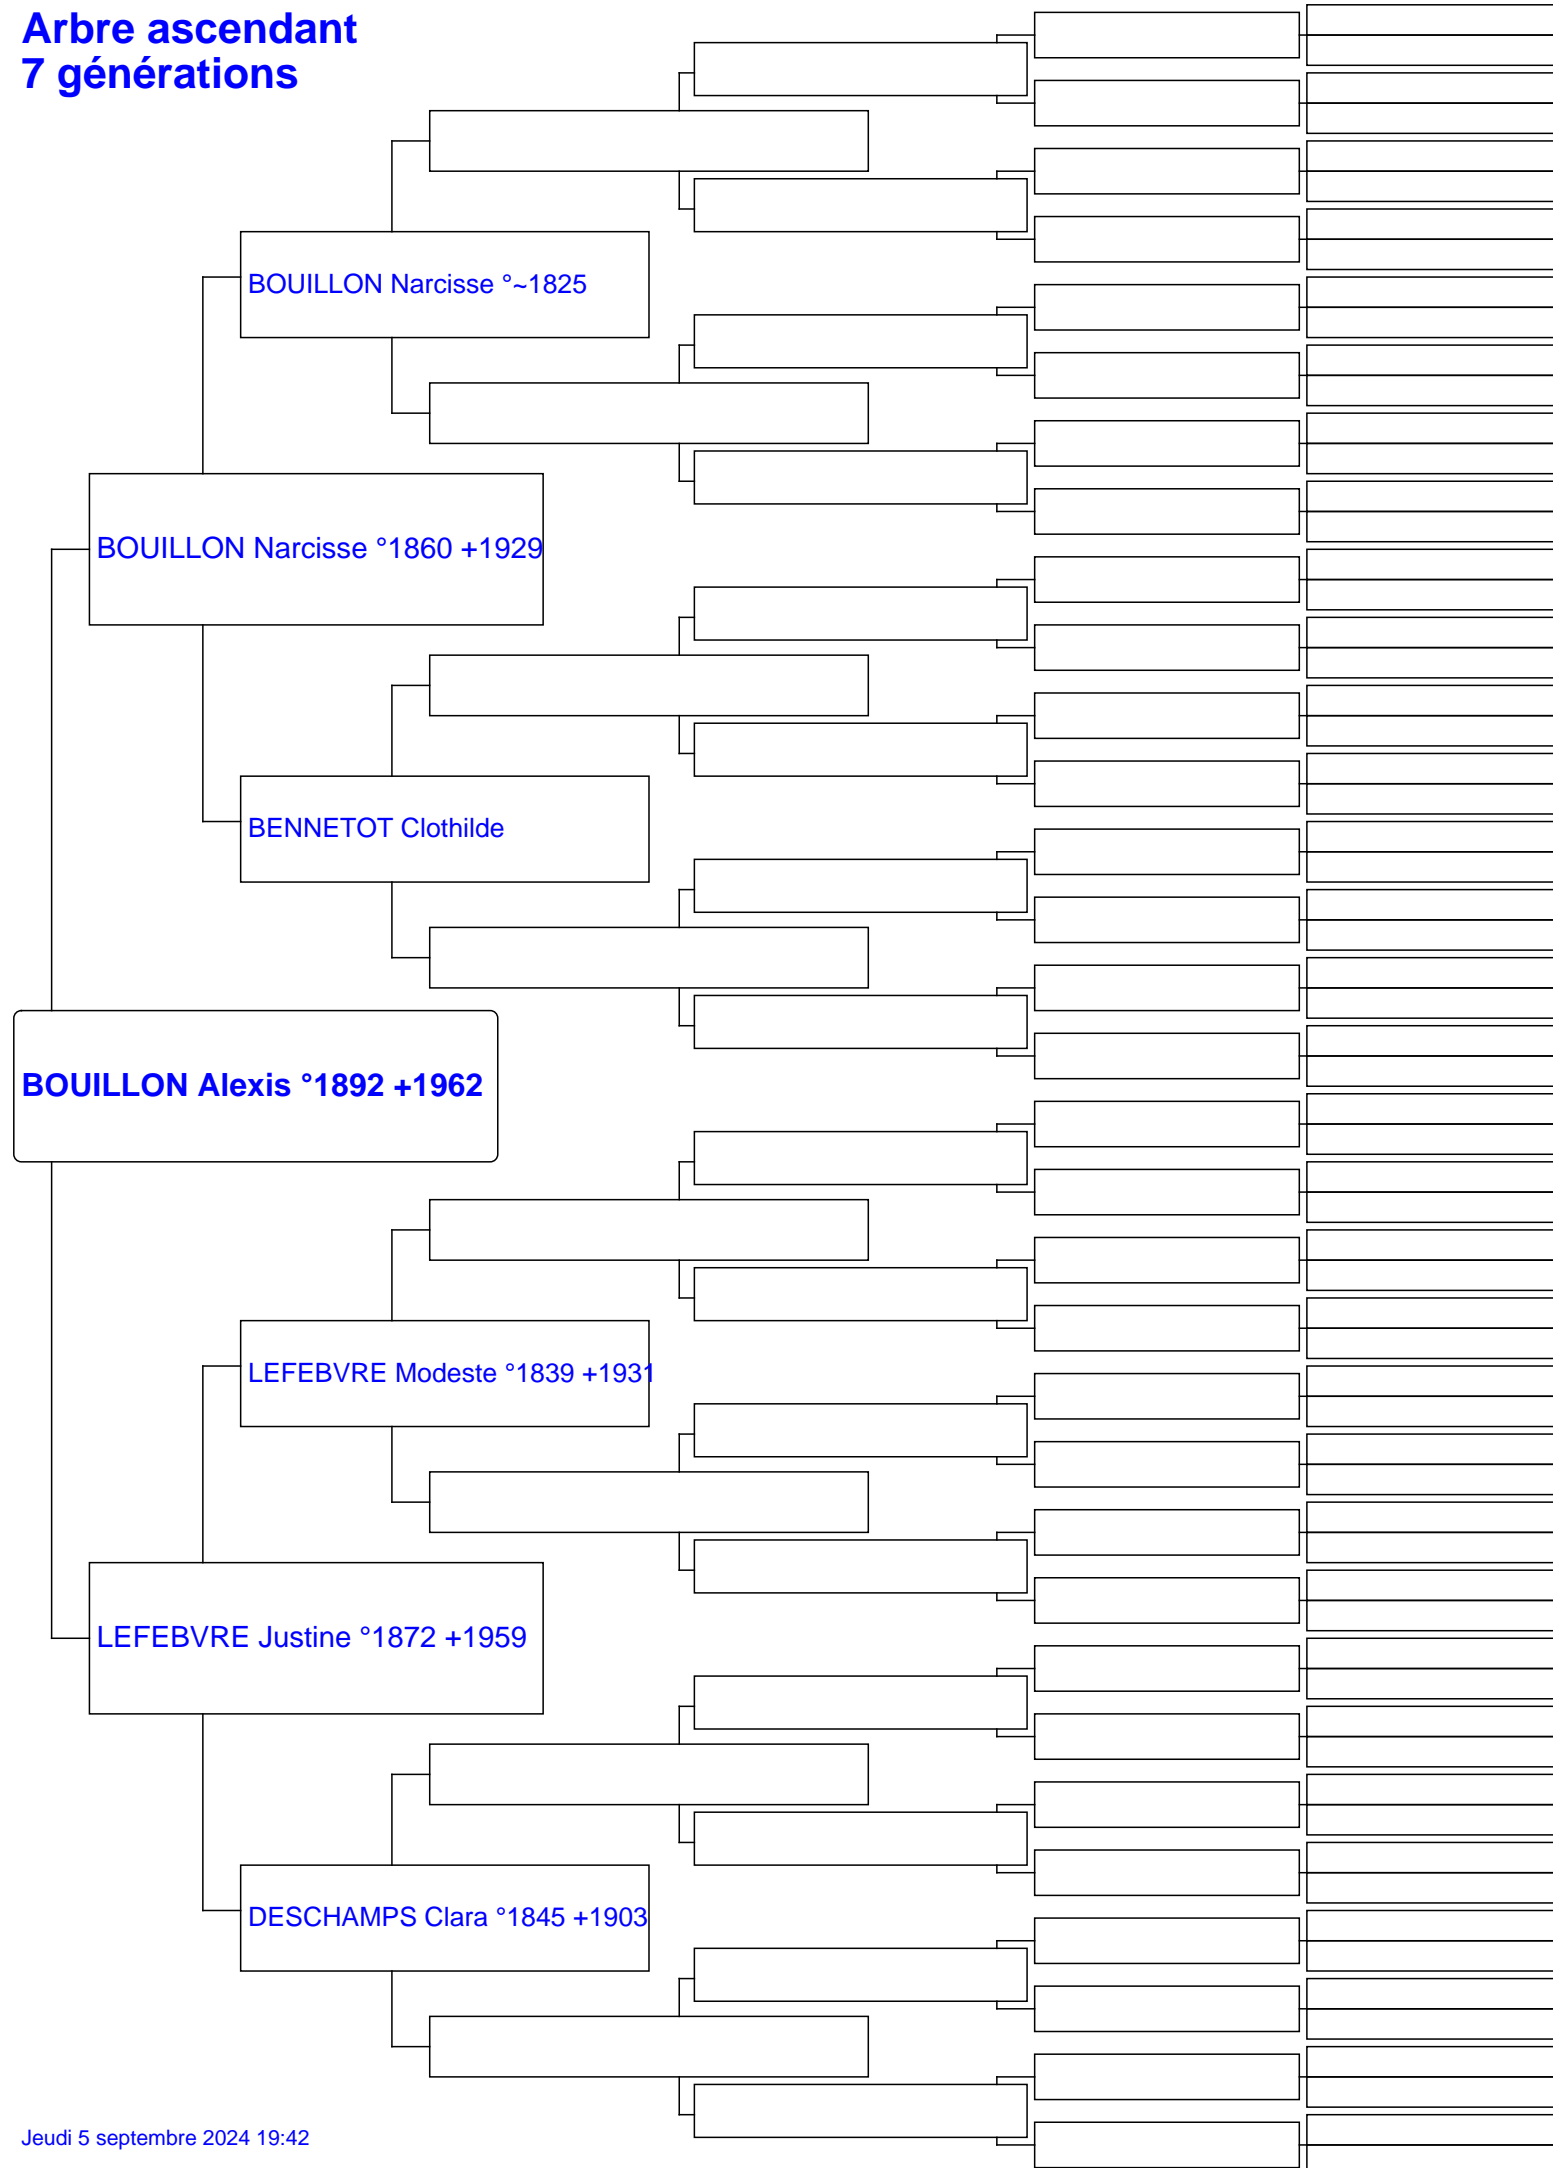 Arbre ascendant
7 générations
BOUILLON Narcisse °~1825
BOUILLON Narcisse °1860 +1929
BENNETOT Clothilde
BOUILLON Alexis °1892 +1962
LEFEBVRE Modeste °1839 +1931
LEFEBVRE Justine °1872 +1959
DESCHAMPS Clara °1845 +1903
Jeudi 5 septembre 2024 19:42